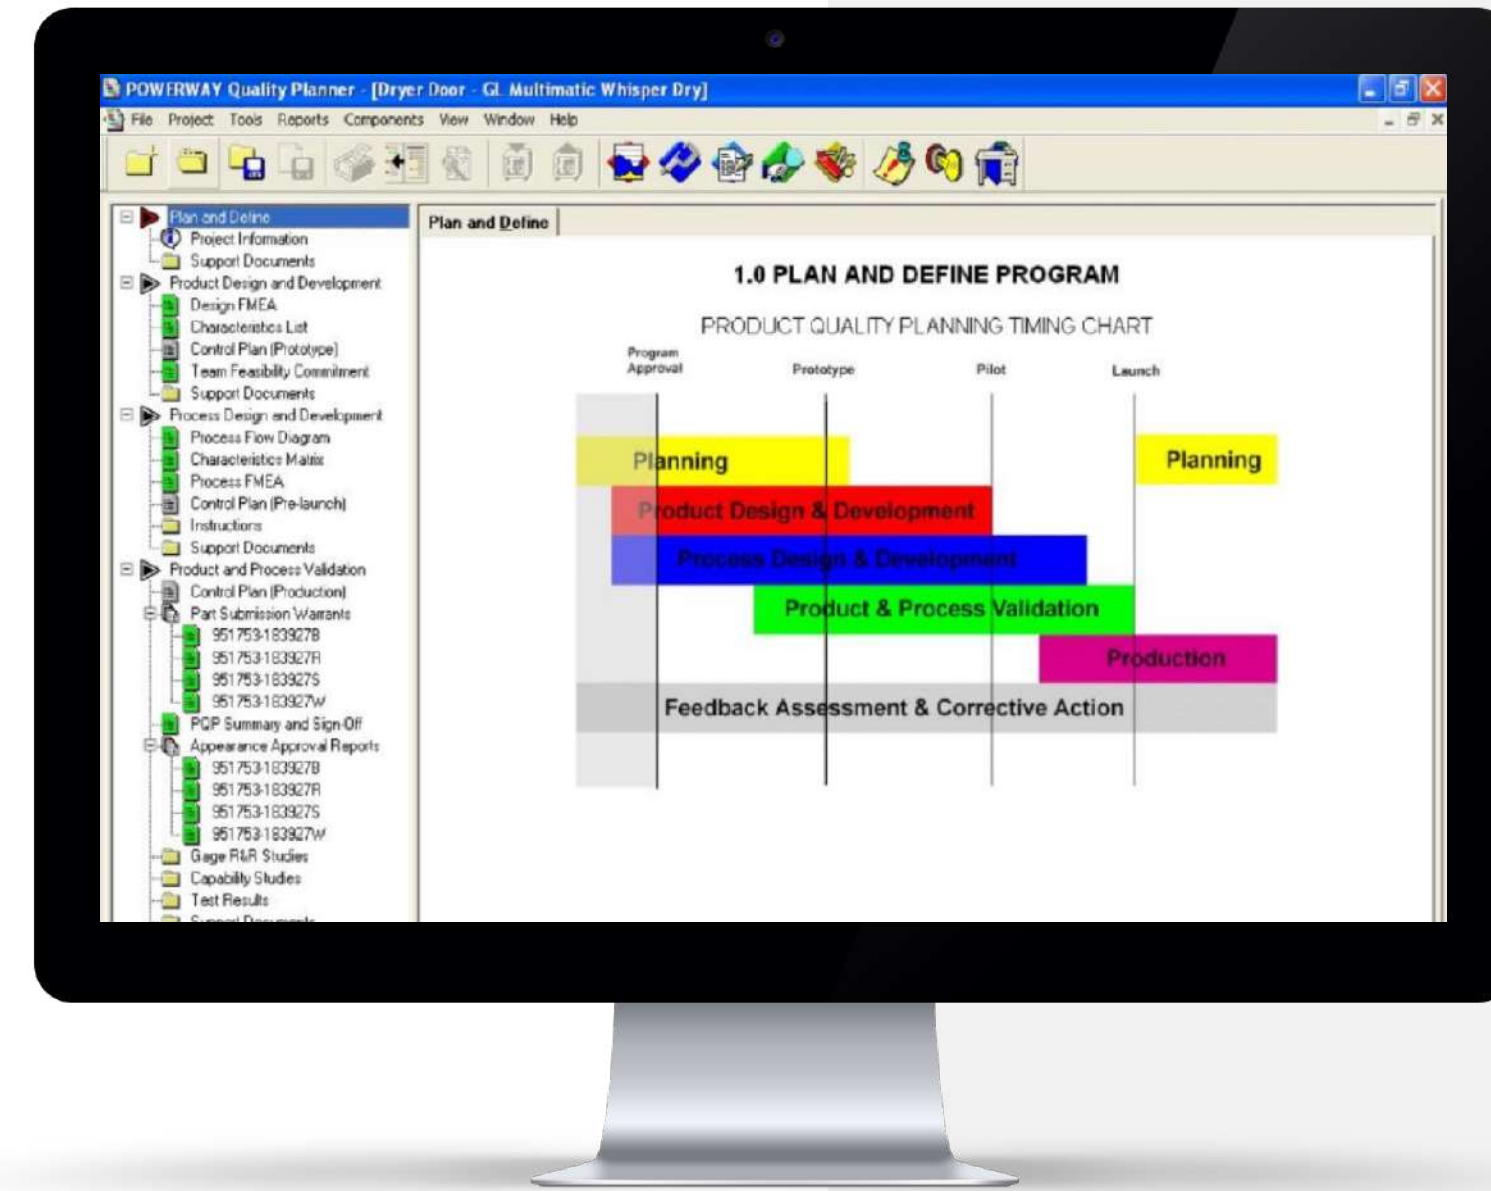 POWERWAY Quality Planner - [Dryer Door - GL Multimatic Whisper Dry]
File Project Tools Reports Components View Window Help
Plan and Define
Project Information
Support Documents
Product Design and Development
Design FMEA
Characteristics List
Control Plan (Prototype)
Team Feasibility Commitment
Support Documents
Process Design and Development
Process Flow Diagram
Characteristics Matrix
Process FMEA
Control Plan (Pre-launch)
Instructions
Support Documents
Product and Process Validation
Control Plan (Production)
Part Submission Warrants
951753-183927B
951753-183927R
951753-183927S
951753-183927W
PQP Summary and Sign-Off
Appearance Approval Reports
951753-183927B
951753-183927R
951753-183927S
951753-183927W
Gage R&R Studies
Capability Studies
Test Results
Support Documents
Plan and Define
1.0 PLAN AND DEFINE PROGRAM
PRODUCT QUALITY PLANNING TIMING CHART
Program
Approval Prototype Pilot Launch
Planning Planning
Product Design & Development
Process Design & Development
Product & Process Validation
Production
Feedback Assessment & Corrective Action